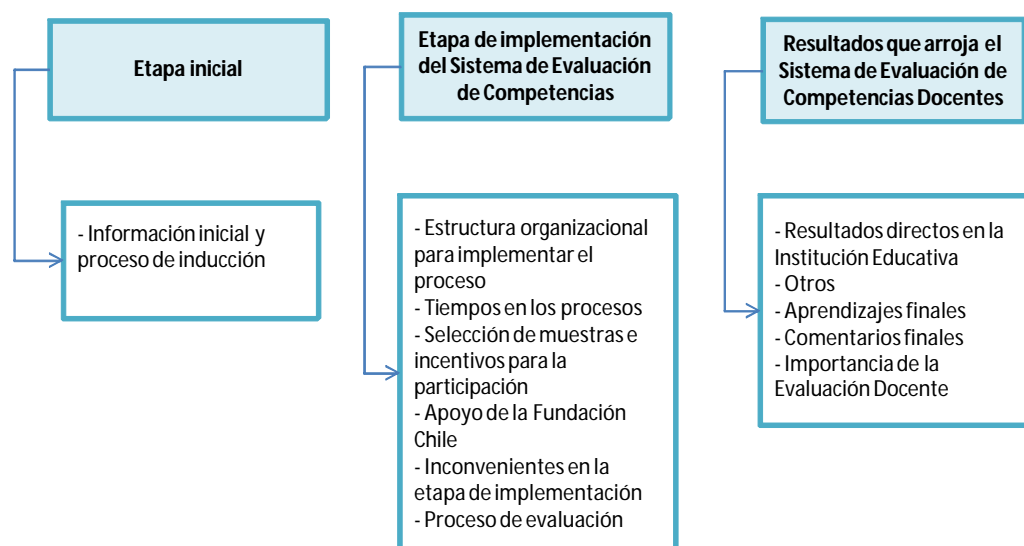 Etapa inicial
- Información inicial y
proceso de inducción
Etapa de implementación
del Sistema de Evaluación
de Competencias
- Estructura organizacional
para implementar el
proceso
- Tiempos en los procesos
- Selección de muestras e
incentivos para la
participación
- Apoyo de la Fundación
Chile
- Inconvenientes en la
etapa de implementación
- Proceso de evaluación
Resultados que arroja el
Sistema de Evaluación de
Competencias Docentes
- Resultados directos en la
Institución Educativa
- Otros
- Aprendizajes finales
- Comentarios finales
- Importancia de la
Evaluación Docente